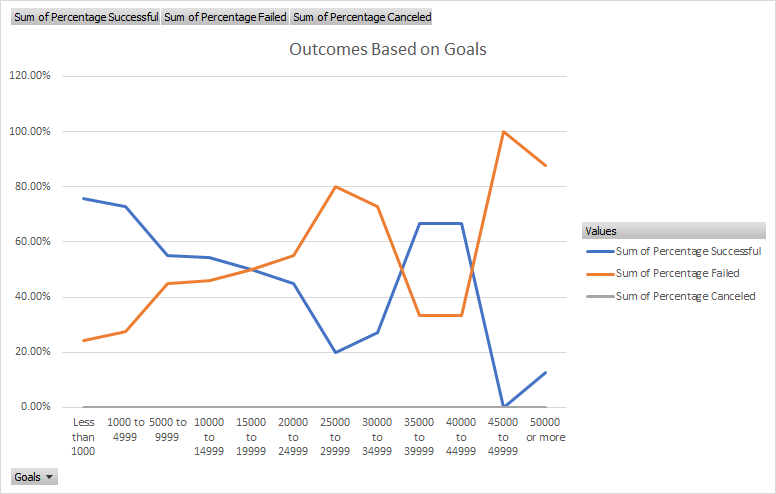 Sum of Percentage Successful Sum of Percentage Failed Sum of Percentage Canceled
Outcomes Based on Goals
120.00%
100.00%
80.00%
60.00%
40.00%
20.00%
0.00%
Values
Sum of Percentage Successful
Sum of Percentage Failed
Sum of Percentage Canceled
Less than 1000
1000 to 4999
5000 to 9999
10000 to 14999
15000 to 19999
20000 to 24999
25000 to 29999
30000 to 34999
35000 to 39999
40000 to 44999
45000 to 49999
50000 or more
Goals